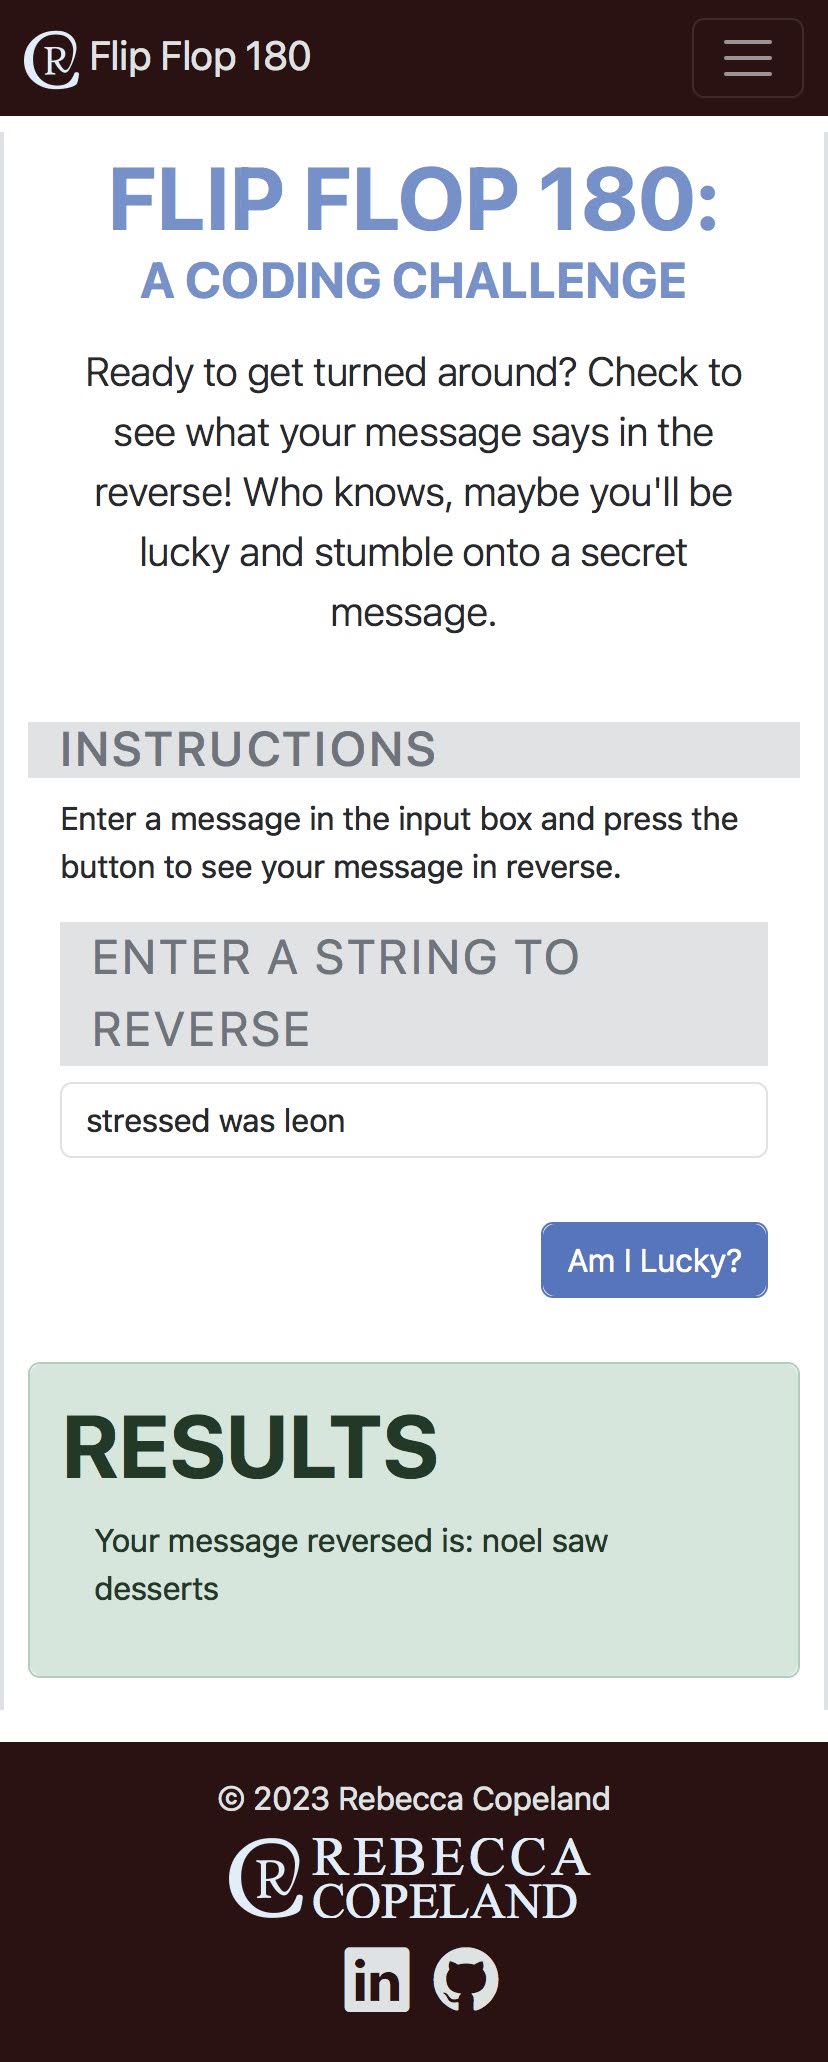 CR Flip Flop 180
FLIP FLOP 180:
A CODING CHALLENGE
Ready to get turned around? Check to
see what your message says in the
reverse! Who knows, maybe you'll be
lucky and stumble onto a secret
message.
INSTRUCTIONS
Enter a message in the input box and press the
button to see your message in reverse.
ENTER A STRING TO
REVERSE
stressed was leon
Am I Lucky?
RESULTS
Your message reversed is: noel saw
desserts
© 2023 Rebecca Copeland
CR REBECCA
COPELAND
in